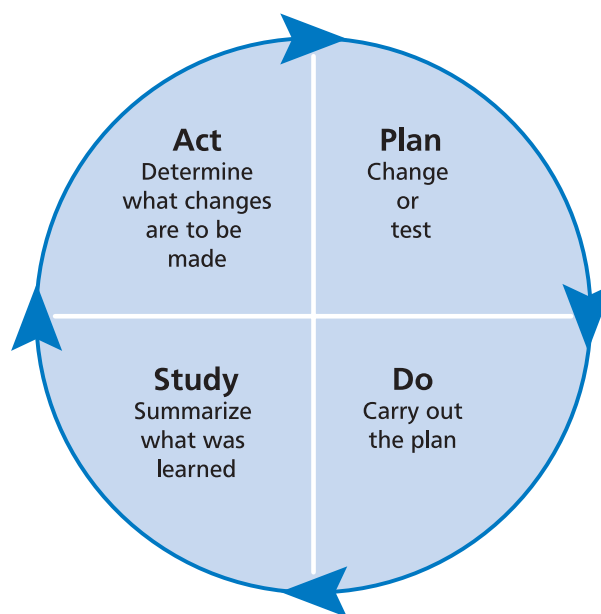 Act
Determine
what changes
are to be
made
Plan
Change
or
test
Study
Summarize
what was
learned
Do
Carry out
the plan